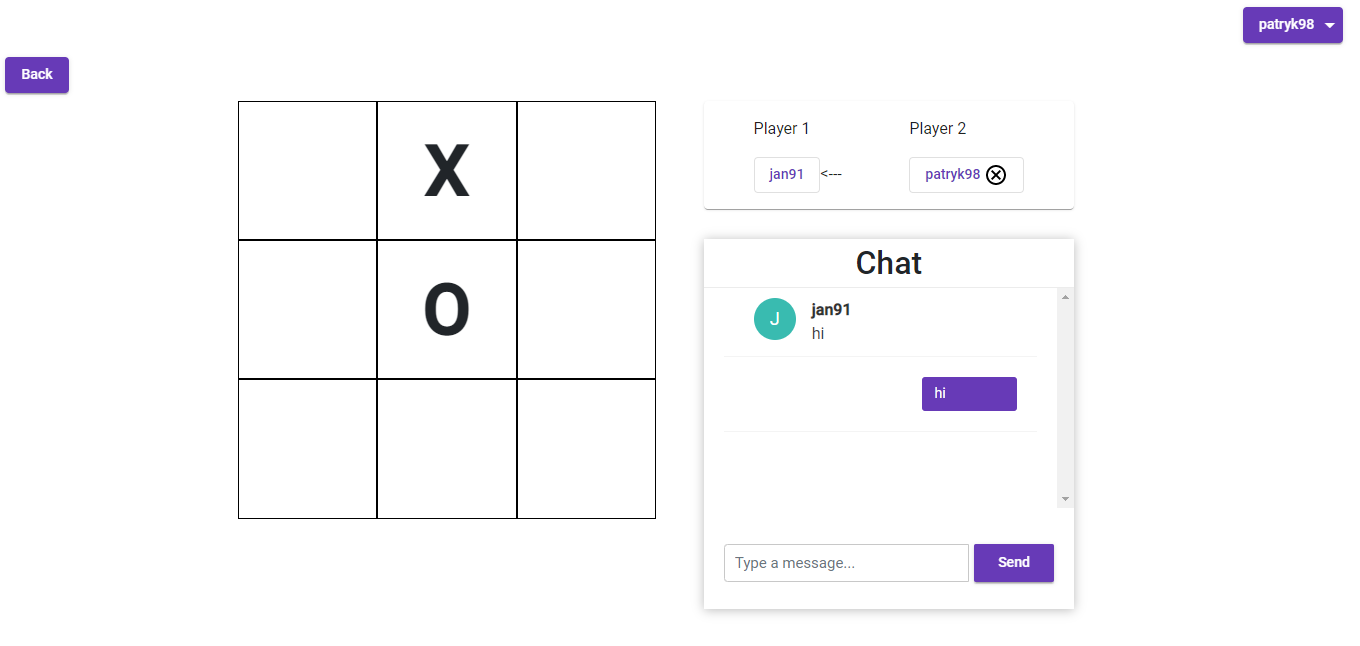 patryk98
Back
X
O
Player 1
Player 2
jan91 <---
patryk98
Chat
J
jan91
hi
hi
Type a message...
Send